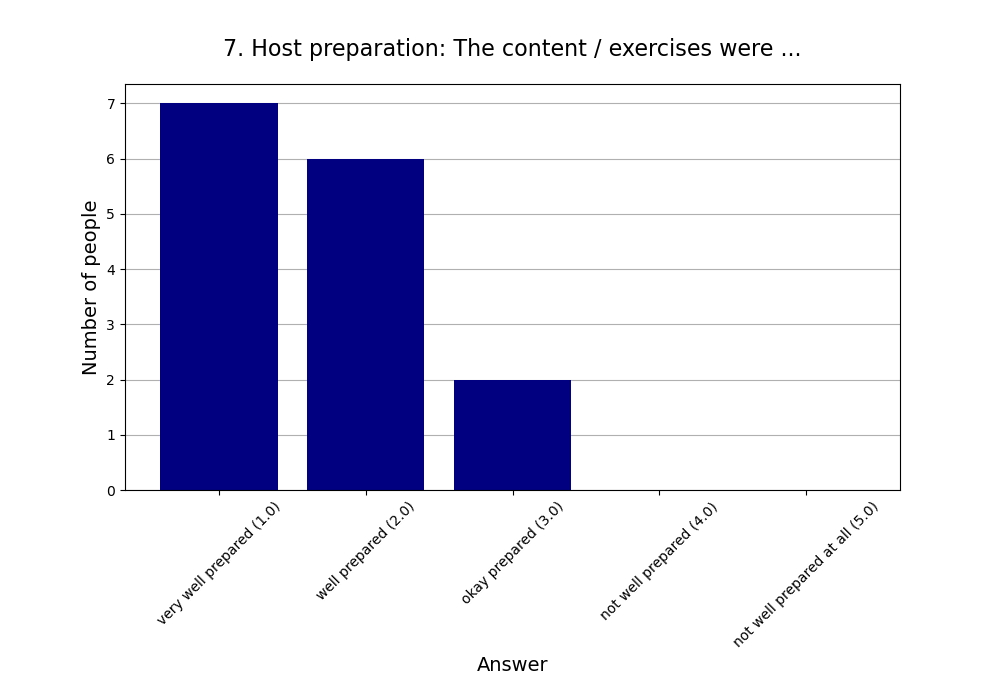 7. Host preparation: The content / exercises were ...
Number of people
7
6
5
4
3
2
1
0
very well prepared (1.0)
well prepared (2.0)
okay prepared (3.0)
not well prepared (4.0)
not well prepared at all (5.0)
Answer